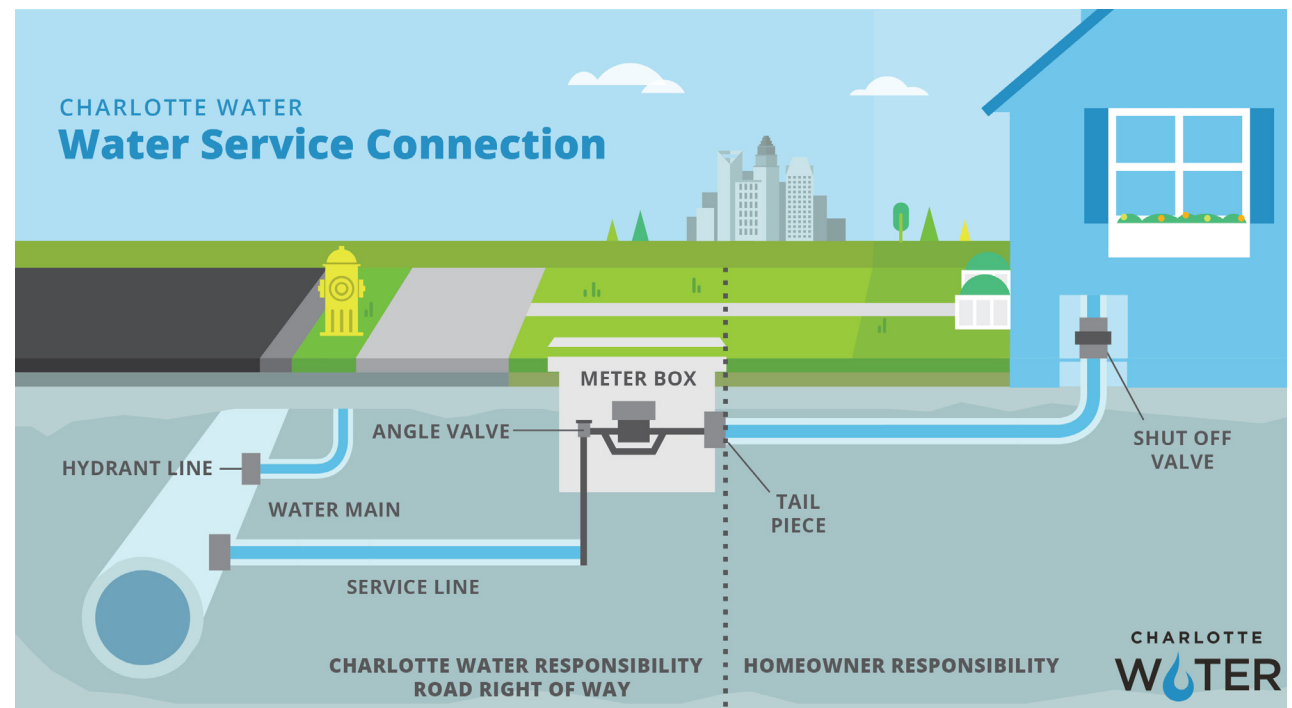 CHARLOTTE WATER
Water Service Connection
METER BOX
ANGLE VALVE
HYDRANT LINE
WATER MAIN
SERVICE LINE
TAIL
PIECE
SHUT OFF
VALVE
CHARLOTTE WATER RESPONSIBILITY
ROAD RIGHT OF WAY
HOMEOWNER RESPONSIBILITY
CHARLOTTE
WATER